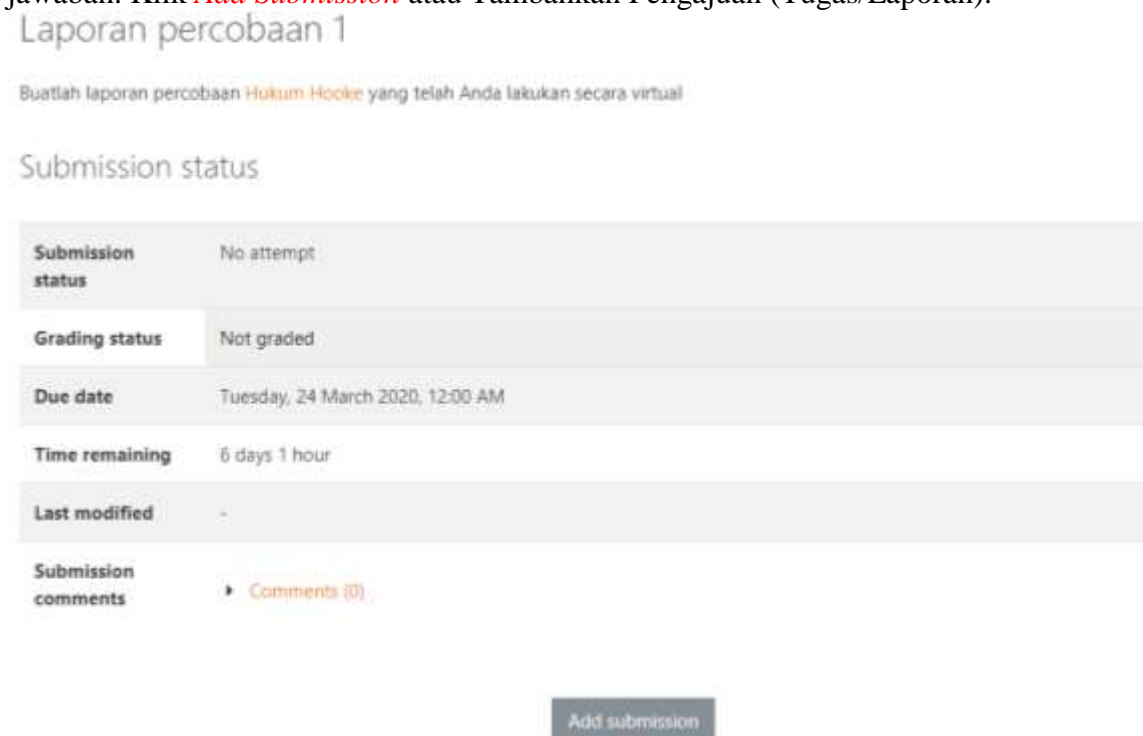 jawaban. Klik Add Submission atau Tambahkan Pengajuan (Tugas/Laporan).
Laporan percobaan 1
Buatlah laporan percobaan Hukum Hooke yang telah Anda lakukan secara virtual
Submission status
Submission status No attempt
Grading status Not graded
Due date Tuesday, 24 March 2020, 12:00 AM
Time remaining 6 days 1 hour
Last modified -
Submission comments Comments (0)
Add submission